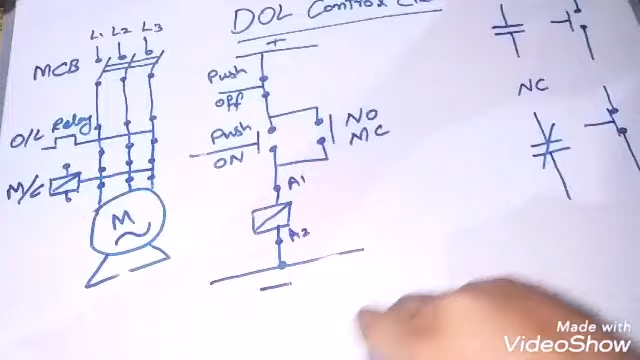 DOL Control
L1 L2 L3
MCB
O/L Relay
M/C
M
+
Push
OFF
Push
ON
NO
MC
A1
A2
—
NC
Made with
VideoShow